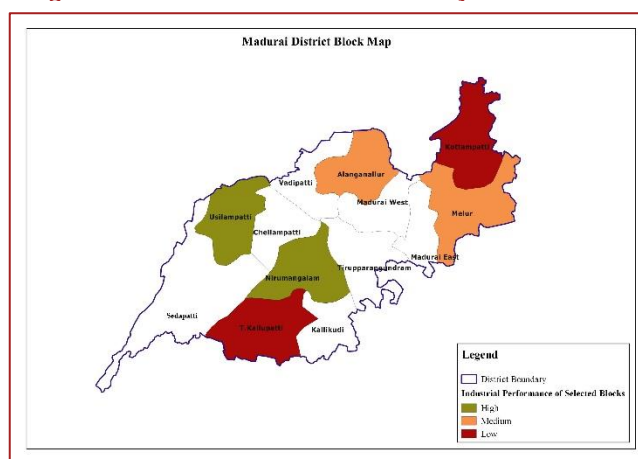 Madurai District Block Map
Kottampatti
Alanganallur
Vadipatti
Madurai West
Usilampatti
Melur
Chellampatti
Madurai East
Tirupparangundram
Nirumangalam
Sedapatti
T.Kallupatti
Kallikudi
Legend
District Boundary
Industrial Performance of Selected Blocks
High
Medium
Low